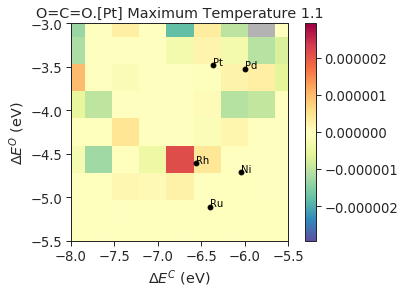 O=C=O.[Pt] Maximum Temperature 1.1
−3.0
−3.5
−4.0
−4.5
−5.0
−5.5
ΔE^O (eV)
Pt
Pd
Rh
Ni
Ru
−8.0 −7.5 −7.0 −6.5 −6.0 −5.5
ΔE^C (eV)
0.000002
0.000001
0.000000
−0.000001
−0.000002